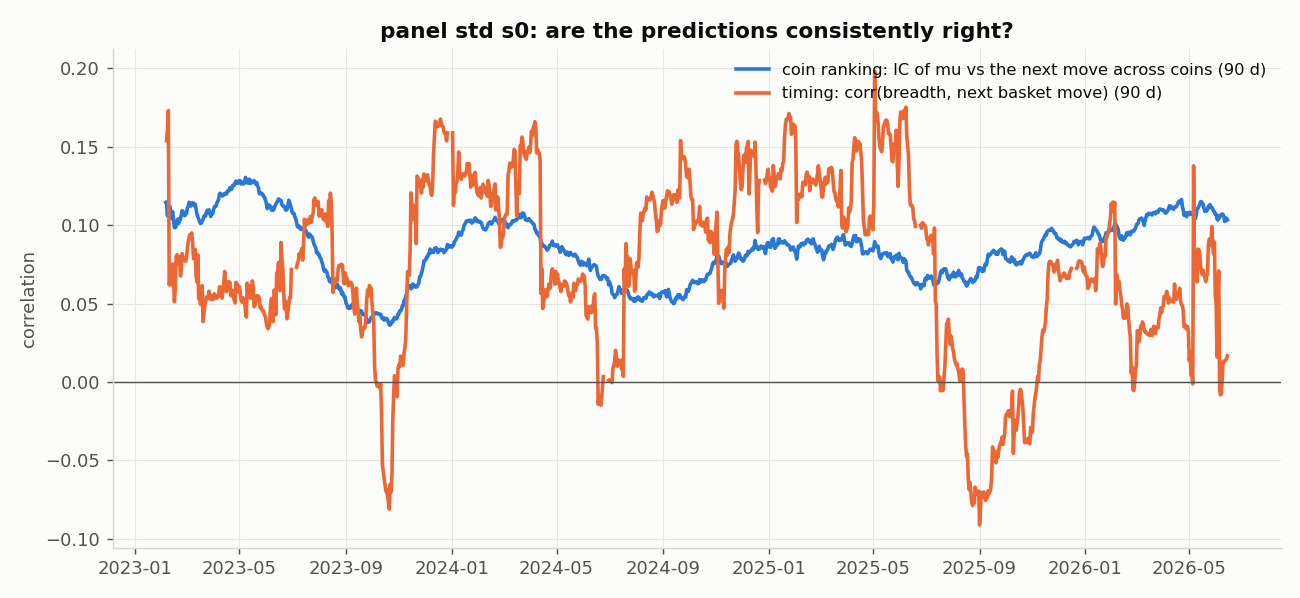 panel std s0: are the predictions consistently right?
coin ranking: IC of mu vs the next move across coins (90 d)
timing: corr(breadth, next basket move) (90 d)
correlation
0.20
0.15
0.10
0.05
0.00
−0.05
−0.10
2023-01 2023-05 2023-09 2024-01 2024-05 2024-09 2025-01 2025-05 2025-09 2026-01 2026-05